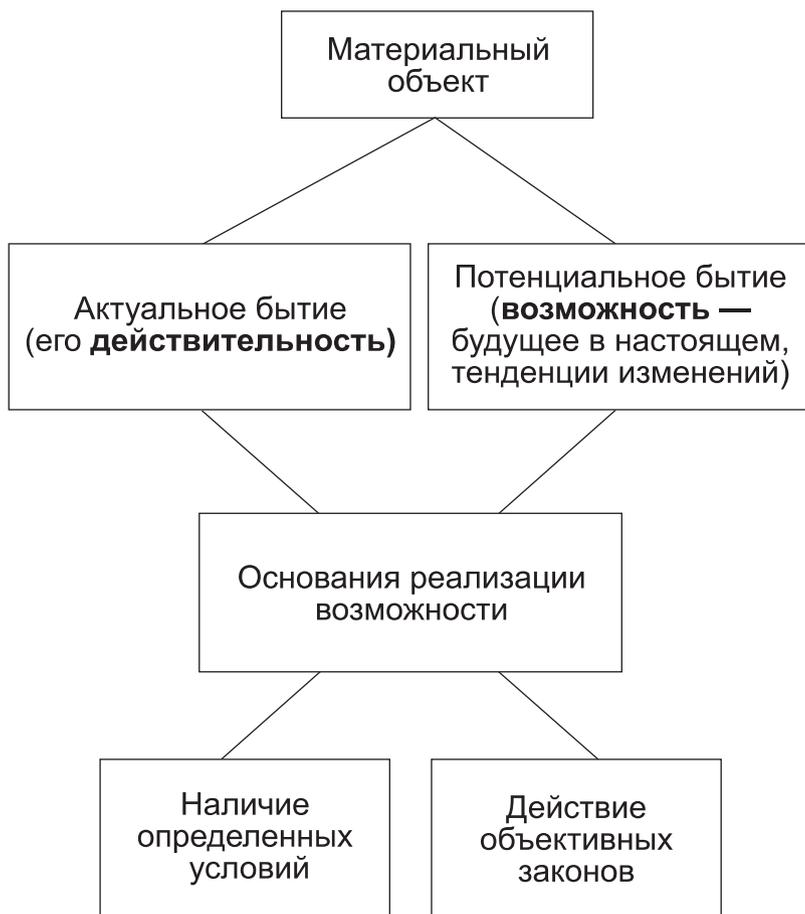 Материальный
объект
Актуальное бытие
(его действительность)
Потенциальное бытие
(возможность —
будущее в настоящем,
тенденции изменений)
Основания реализации
возможности
Наличие
определенных
условий
Действие
объективных
законов